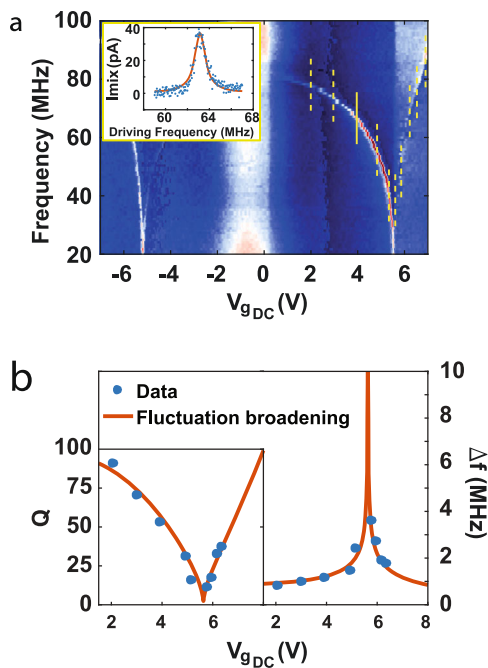 a
100
80
60
40
20
Frequency (MHz)
40
20
0
Imix (pA)
60 64 68
Driving Frequency (MHz)
-6 -4 -2 0 2 4 6
VgDC (V)
b
Data
Fluctuation broadening
100
75
50
25
0
Q
10
8
6
4
2
0
Δf (MHz)
2 4 6 2 4 6 8
VgDC (V)